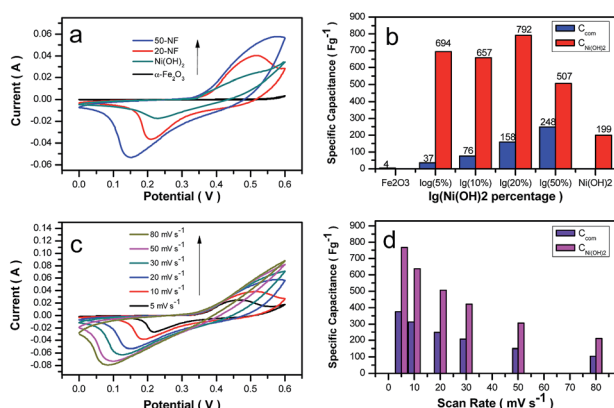 a
50-NF
20-NF
Ni(OH)₂
α-Fe₂O₃
0.06
0.04
0.02
0.00
-0.02
-0.04
-0.06
Current ( A )
0.0 0.1 0.2 0.3 0.4 0.5 0.6
Potential ( V )
b
C_com
C_Ni(OH)2
900
800
700
600
500
400
300
200
100
0
Specific Capacitance( Fg⁻¹)
4
37
694
76
657
158
792
248
507
199
Fe2O3 log(5%) lg(10%) lg(20%) lg(50%) Ni(OH)2
lg(Ni(OH)2 percentage )
c
80 mV s⁻¹
50 mV s⁻¹
30 mV s⁻¹
20 mV s⁻¹
10 mV s⁻¹
5 mV s⁻¹
0.14
0.12
0.10
0.08
0.06
0.04
0.02
0.00
-0.02
-0.04
-0.06
-0.08
Current ( A )
0.0 0.1 0.2 0.3 0.4 0.5 0.6
Potential ( V )
d
C_com
C_Ni(OH)2
900
800
700
600
500
400
300
200
100
0
Specific Capacitance ( Fg⁻¹)
0 10 20 30 40 50 60 70 80
Scan Rate ( mV s⁻¹)